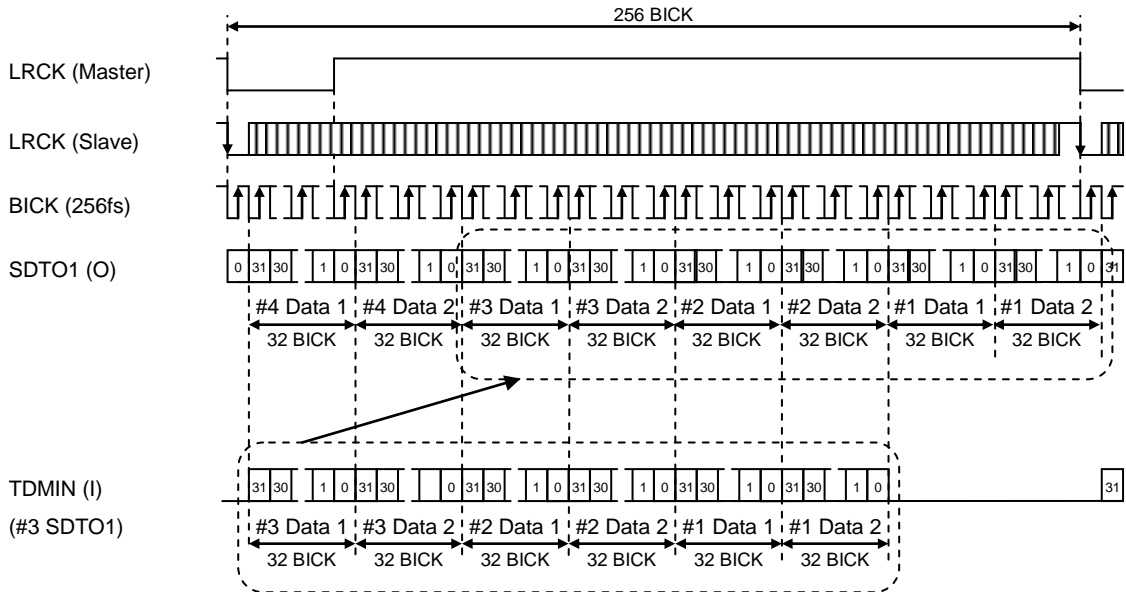 256 BICK
LRCK (Master)
LRCK (Slave)
BICK (256fs)
SDTO1 (O) 0 31 30 1 0 31 30 1 0 31 30 1 0 31 30 1 0 31 30 1 0 31 30 1 0 31 30 1 0 31 30 1 0 31
#4 Data 1 #4 Data 2 #3 Data 1 #3 Data 2 #2 Data 1 #2 Data 2 #1 Data 1 #1 Data 2
32 BICK 32 BICK 32 BICK 32 BICK 32 BICK 32 BICK 32 BICK 32 BICK
TDMIN (I) 31 30 1 0 31 30 0 31 30 1 0 31 30 1 0 31 30 1 0 31 30 1 0 31
(#3 SDTO1) #3 Data 1 #3 Data 2 #2 Data 1 #2 Data 2 #1 Data 1 #1 Data 2
32 BICK 32 BICK 32 BICK 32 BICK 32 BICK 32 BICK